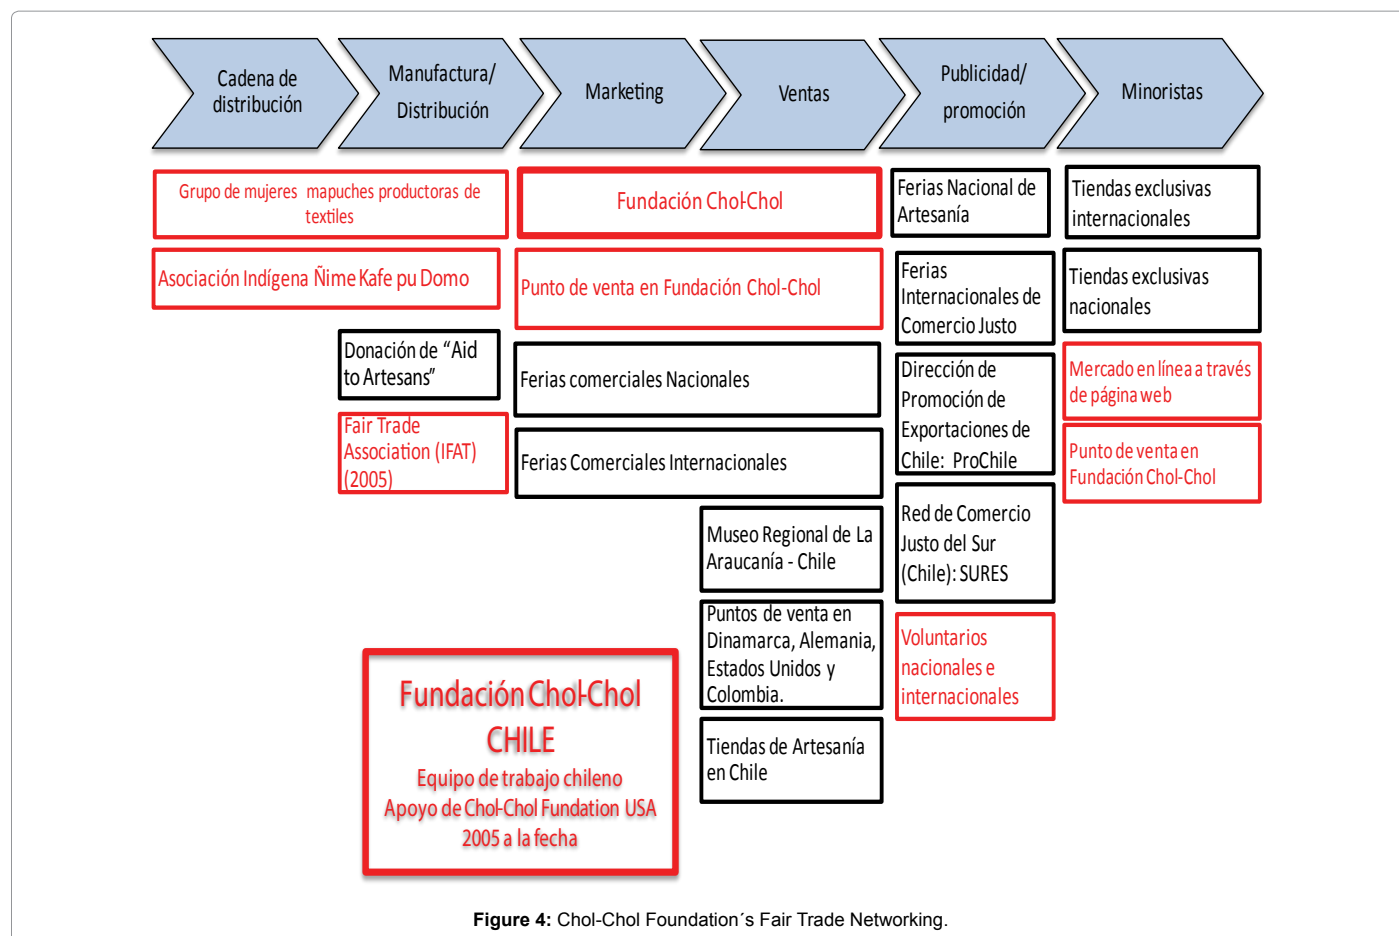 Cadena de
distribución
Manufactura/
Distribución
Marketing
Ventas
Publicidad/
promoción
Minoristas
Grupo de mujeres mapuches productoras de
textiles
Asociación Indígena Ñime Kafe pu Domo
Donación de “Aid
to Artesans”
Fair Trade
Association (IFAT)
(2005)
Fundación Chol-Chol
Punto de venta en Fundación Chol-Chol
Ferias comerciales Nacionales
Ferias Comerciales Internacionales
Museo Regional de La
Araucanía - Chile
Puntos de venta en
Dinamarca, Alemania,
Estados Unidos y
Colombia.
Tiendas de Artesanía
en Chile
Ferias Nacional de
Artesanía
Ferias
Internacionales de
Comercio Justo
Dirección de
Promoción de
Exportaciones de
Chile: ProChile
Red de Comercio
Justo del Sur
(Chile): SURES
Voluntarios
nacionales e
internacionales
Tiendas exclusivas
internacionales
Tiendas exclusivas
nacionales
Mercado en línea a través
de página web
Punto de venta en
Fundación Chol-Chol
Fundación Chol-Chol
CHILE
Equipo de trabajo chileno
Apoyo de Chol-Chol Fundation USA
2005 a la fecha
Figure 4: Chol-Chol Foundation´s Fair Trade Networking.